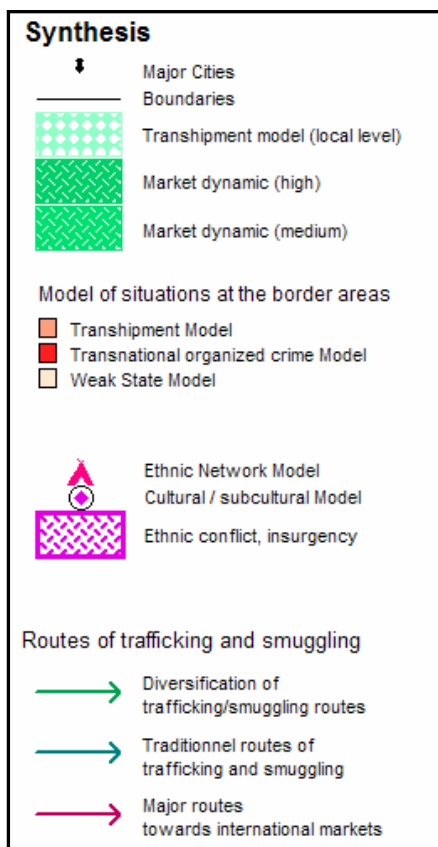 Synthesis
Major Cities
Boundaries
Transhipment model (local level)
Market dynamic (high)
Market dynamic (medium)
Model of situations at the border areas
Transhipment Model
Transnational organized crime Model
Weak State Model
Ethnic Network Model
Cultural / subcultural Model
Ethnic conflict, insurgency
Routes of trafficking and smuggling
Diversification of
trafficking/smuggling routes
Traditionnel routes of
trafficking and smuggling
Major routes
towards international markets